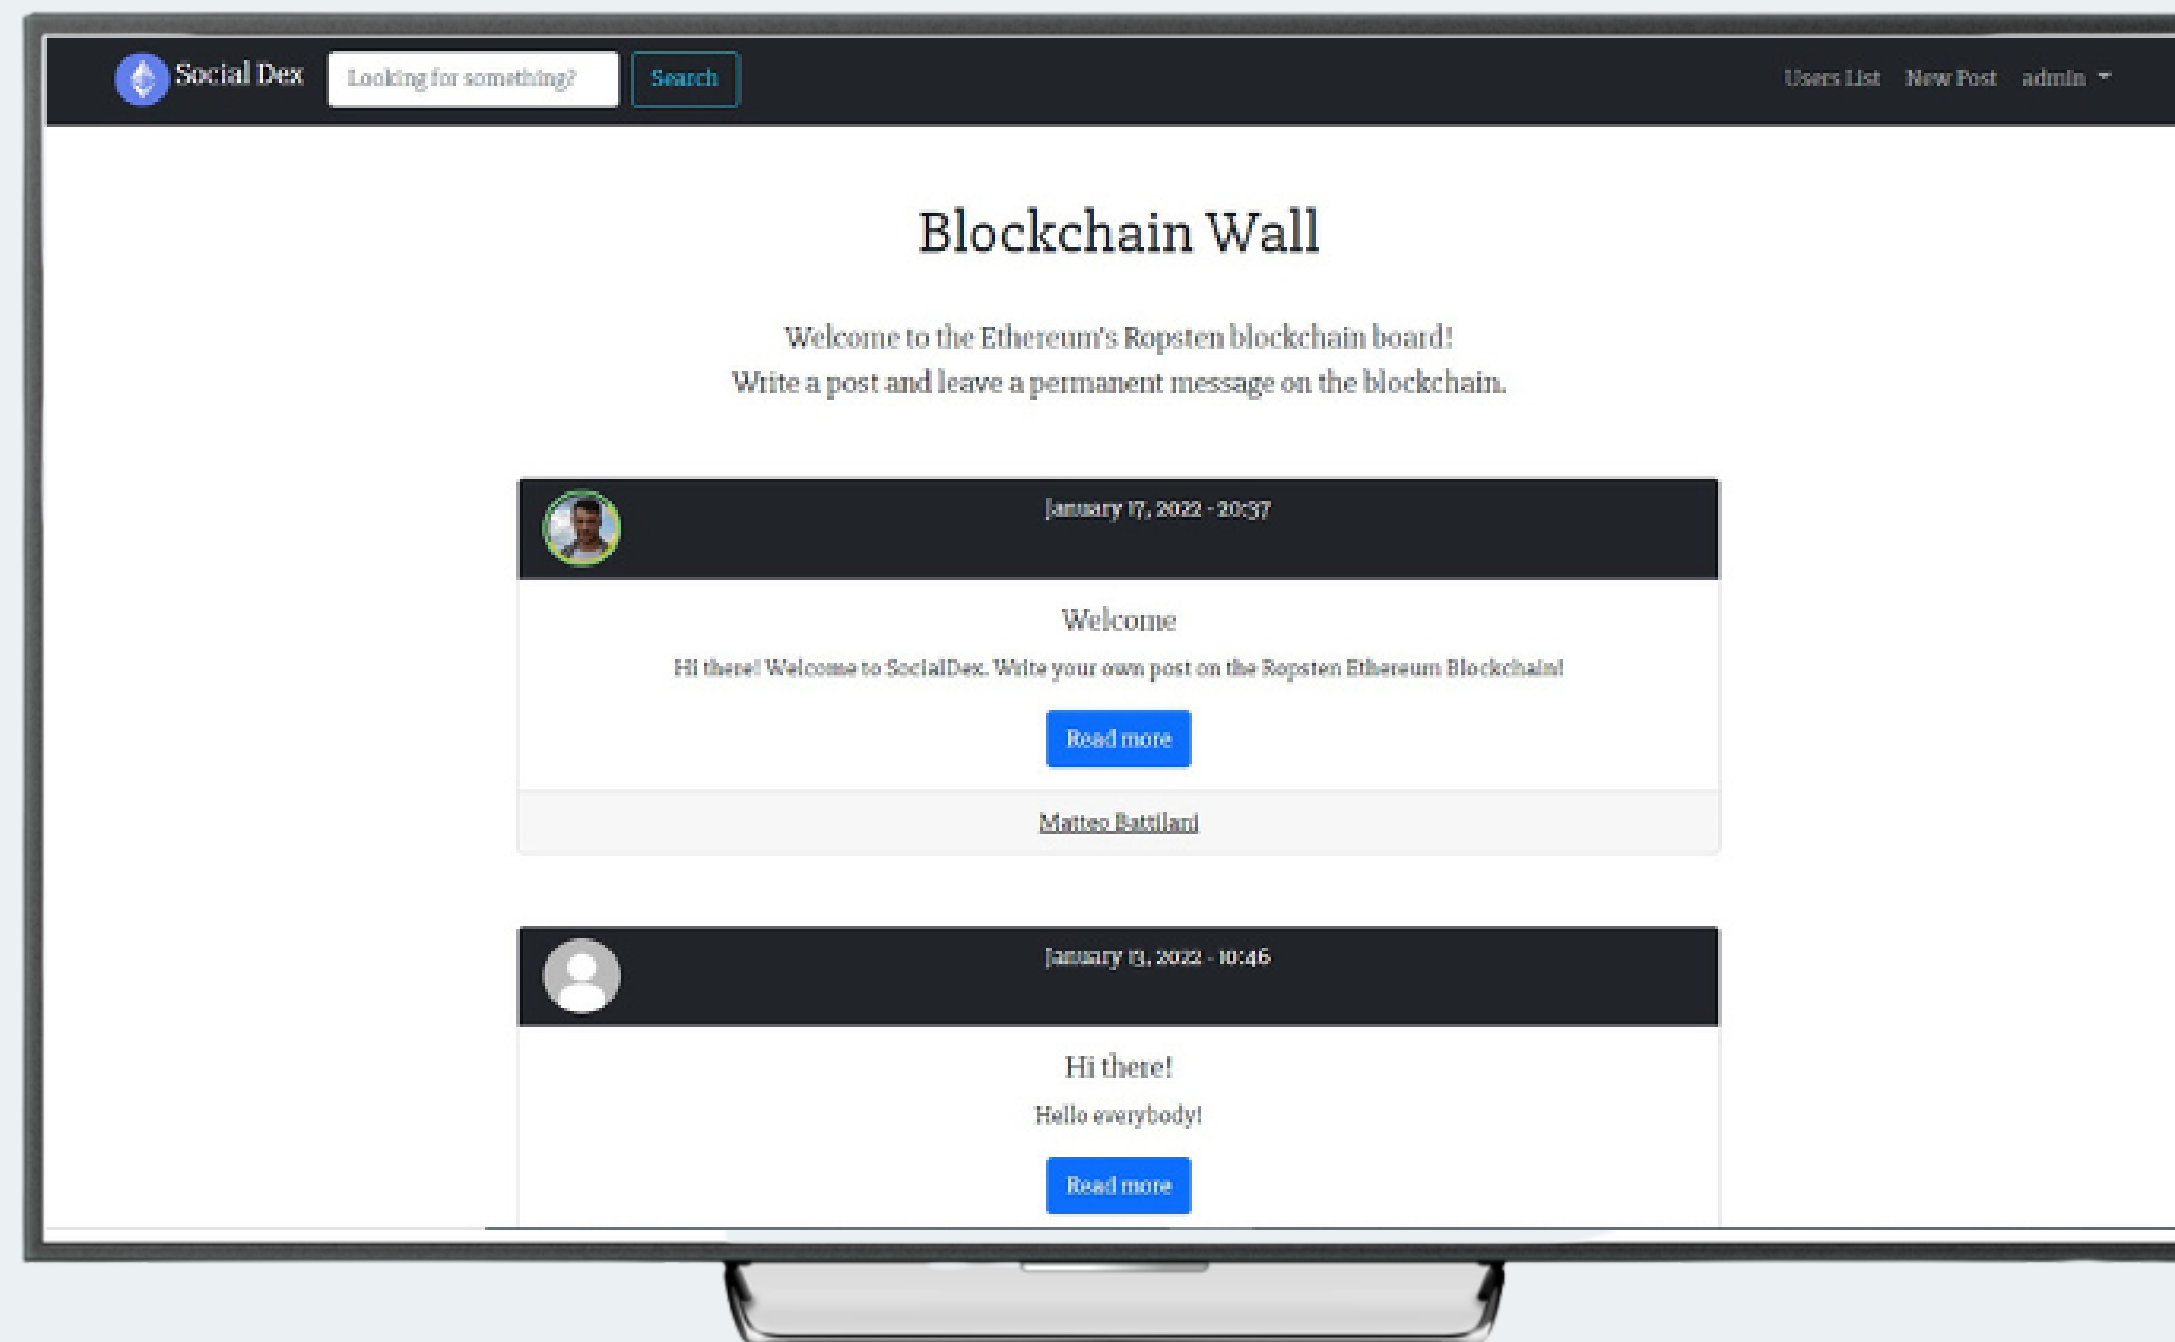 Social Dex
Looking for something?
Search
Users List
New Post
admin
Blockchain Wall
Welcome to the Ethereum's Ropsten blockchain board!
Write a post and leave a permanent message on the blockchain.
January 17, 2022 - 20:37
Welcome
Hi there! Welcome to SocialDex. Write your own post on the Ropsten Ethereum Blockchain!
Read more
Matteo Battilani
January 13, 2022 - 10:46
Hi there!
Hello everybody!
Read more